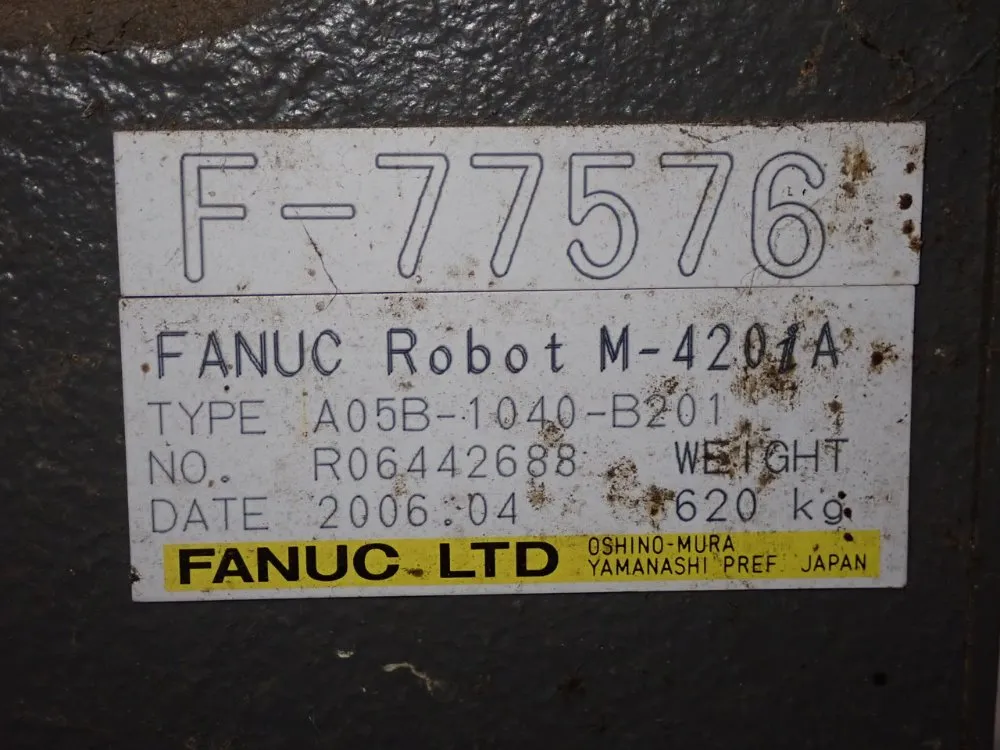 F-77576
FANUC Robot M-420iA
TYPE A05B-1040-B201
NO. R06442688 WEIGHT
DATE 2006.04 620 kg
FANUC LTD OSHINO-MURA
YAMANASHI PREF JAPAN